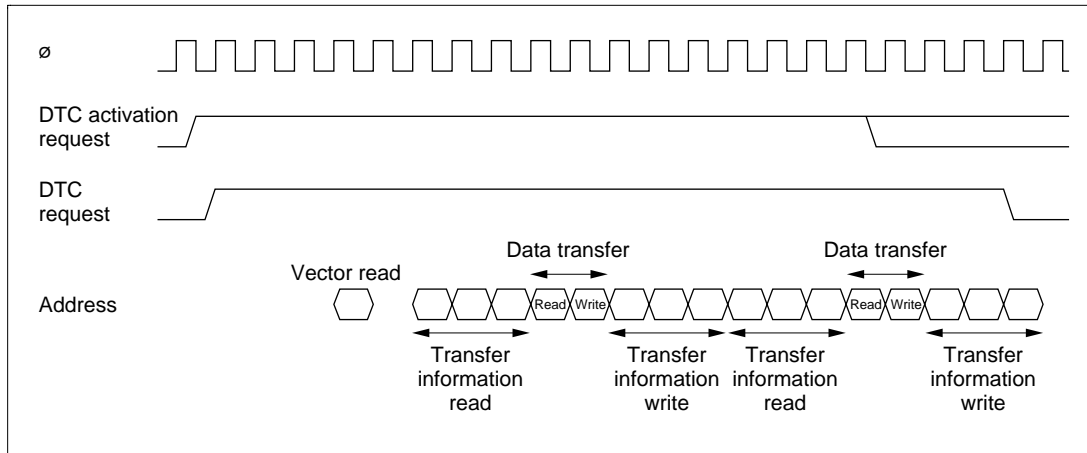 ø
DTC activation
request
DTC
request
Data transfer
Data transfer
Vector read
Address
Read
Write
Read
Write
Transfer
information
read
Transfer
information
write
Transfer
information
read
Transfer
information
write